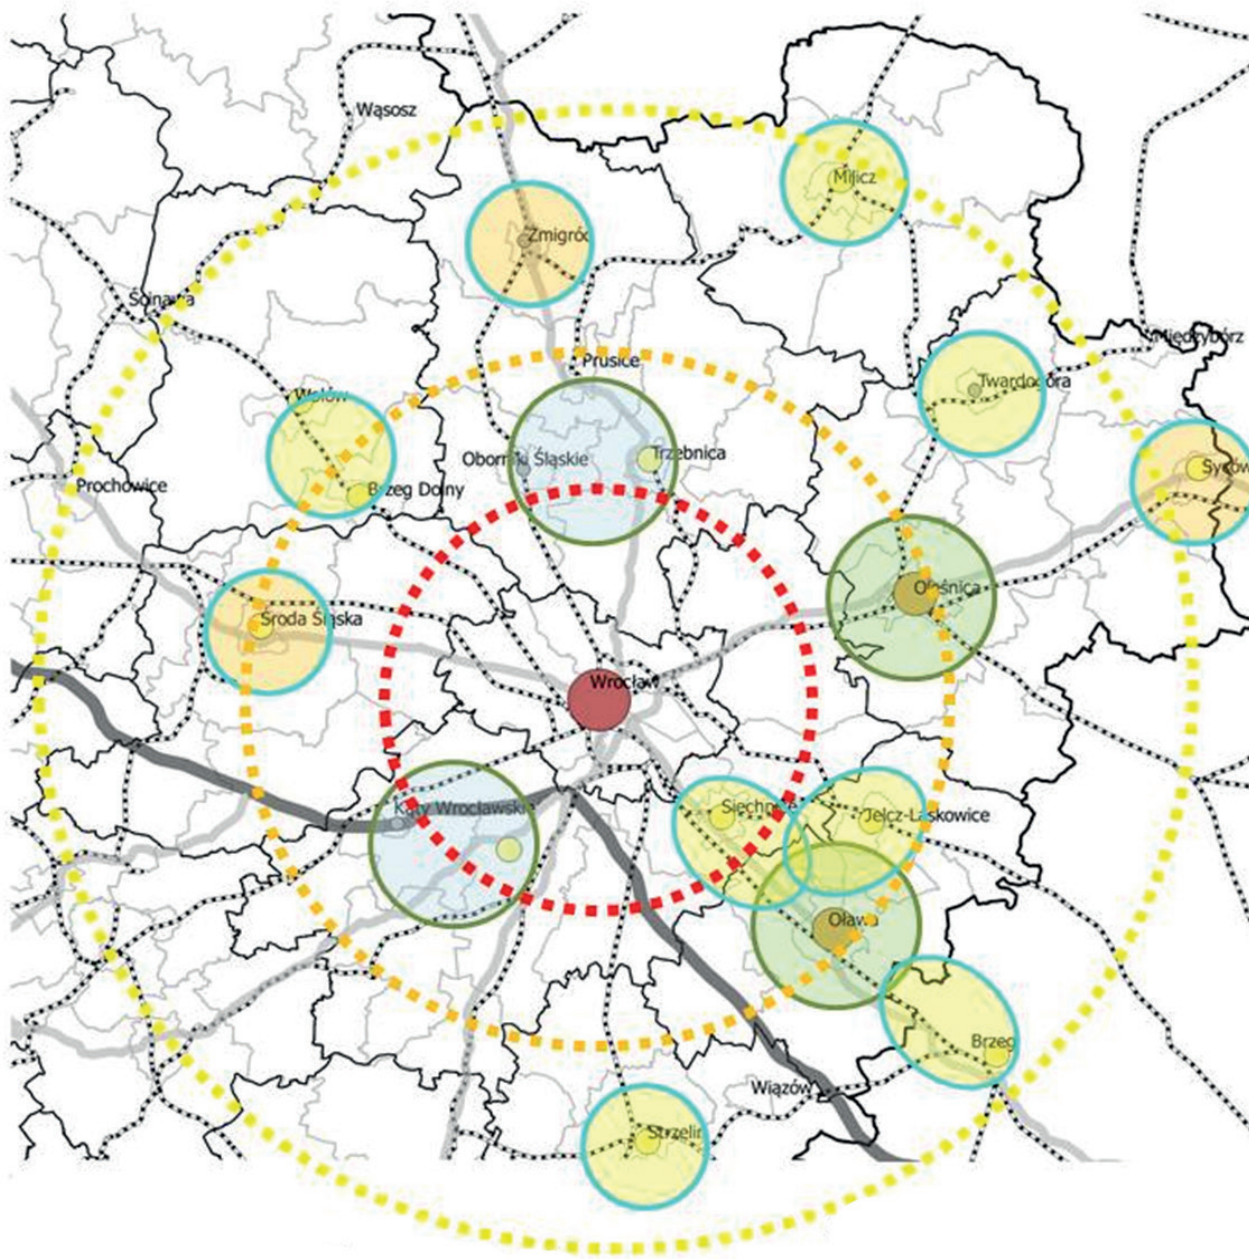 Wąsosz
Milicz
Żmigród
Ścinawa
Międzybórz
Prusice
Twardogóra
Wołów
Oborniki Śląskie
Trzebnica
Syców
Prochowice
Brzeg Dolny
Oleśnica
Środa Śląska
Wrocław
Kąty Wrocławskie
Siechnice
Jelcz-Laskowice
Oława
Brzeg
Wiązów
Strzelin